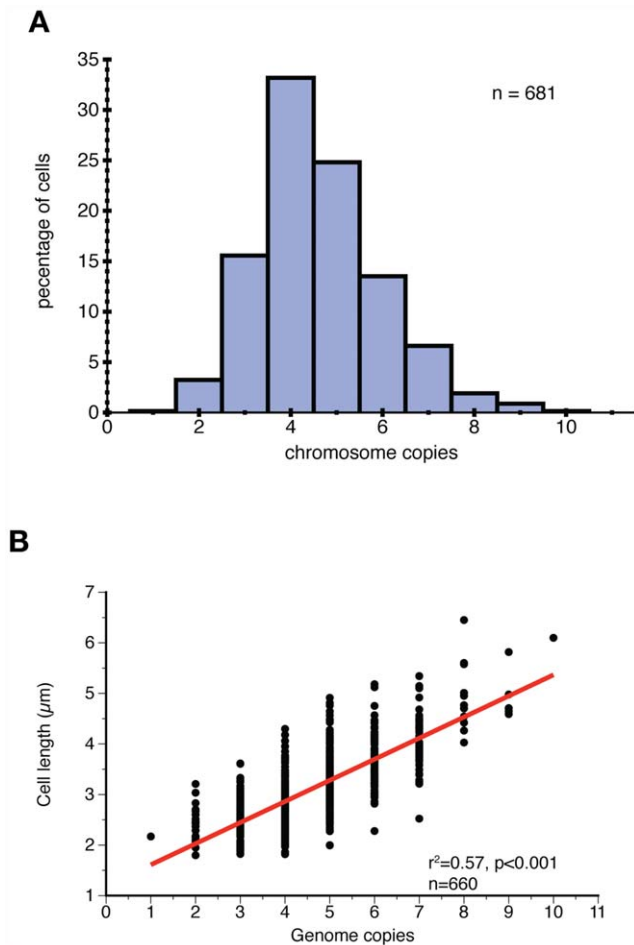 A
35
30
25
20
15
10
5
0
pecentage of cells
n = 681
0 2 4 6 8 10
chromosome copies
B
7
6
5
4
3
2
1
Cell length (µm)
r²=0.57, p<0.001
n=660
0 1 2 3 4 5 6 7 8 9 10 11
Genome copies